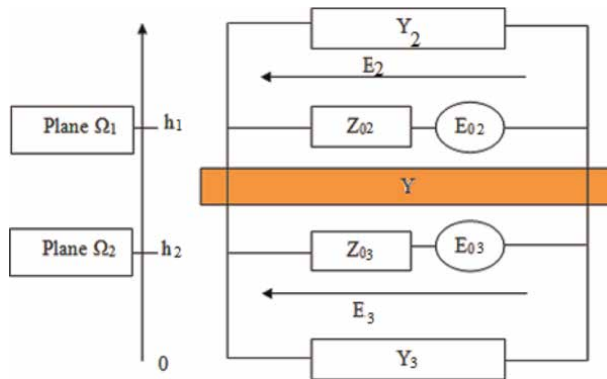 Y₂
E₂
Plane Ω₁
h₁
Z₀₂
E₀₂
Y
Plane Ω₂
h₂
Z₀₃
E₀₃
E₃
0
Y₃